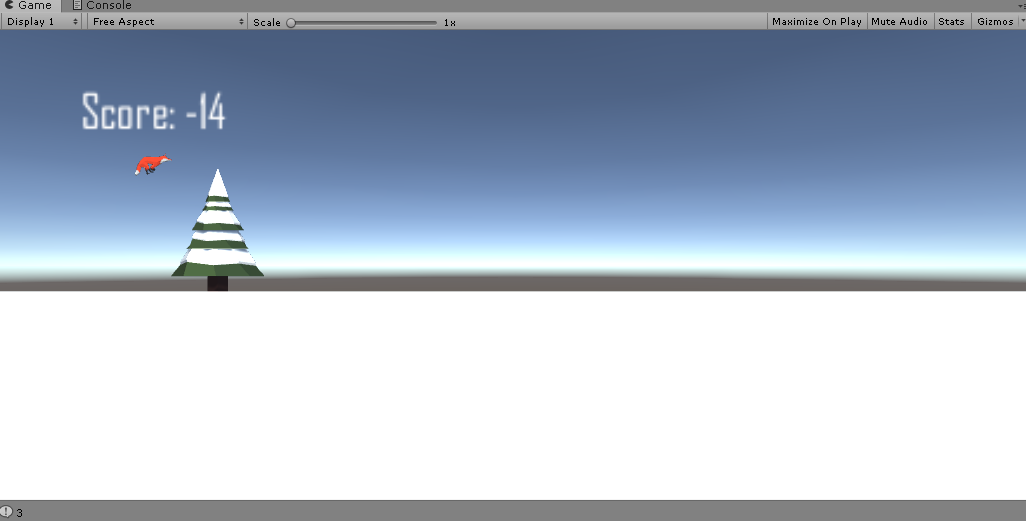 Game Console
Display 1 Free Aspect Scale 1x Maximize On Play Mute Audio Stats Gizmos
Score: -14
3